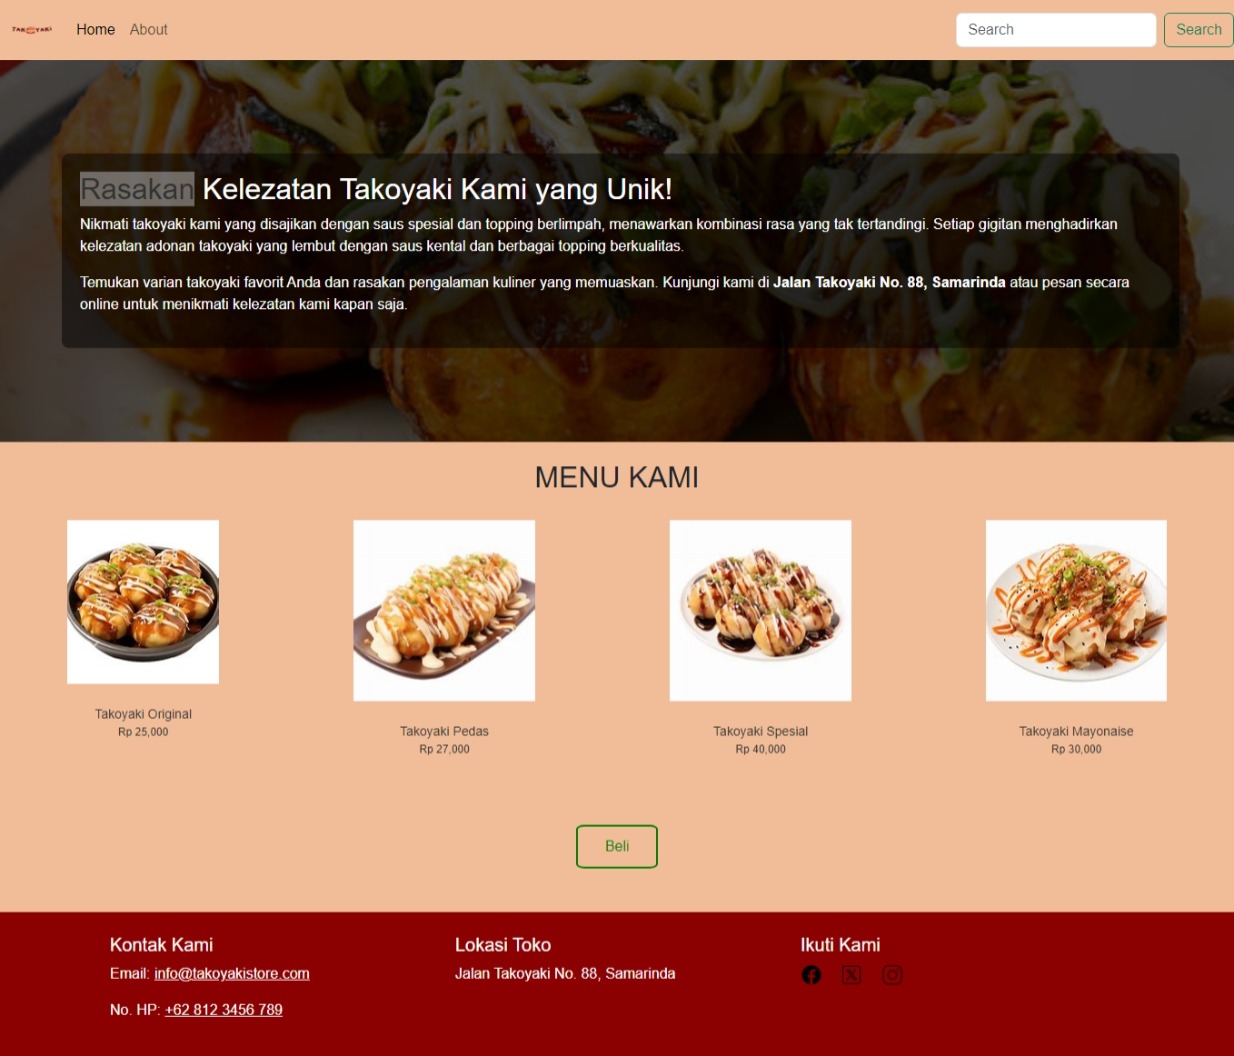 TAKOYAKI
Home
About
Search
Search
Rasakan Kelezatan Takoyaki Kami yang Unik!
Nikmati takoyaki kami yang disajikan dengan saus spesial dan topping berlimpah, menawarkan kombinasi rasa yang tak tertandingi. Setiap gigitan menghadirkan
kelezatan adonan takoyaki yang lembut dengan saus kental dan berbagai topping berkualitas.
Temukan varian takoyaki favorit Anda dan rasakan pengalaman kuliner yang memuaskan. Kunjungi kami di Jalan Takoyaki No. 88, Samarinda atau pesan secara
online untuk menikmati kelezatan kami kapan saja.
MENU KAMI
Takoyaki Original
Rp 25,000
Takoyaki Pedas
Rp 27,000
Takoyaki Spesial
Rp 40,000
Takoyaki Mayonaise
Rp 30,000
Beli
Kontak Kami
Email: info@takoyakistore.com
No. HP: +62 812 3456 789
Lokasi Toko
Jalan Takoyaki No. 88, Samarinda
Ikuti Kami